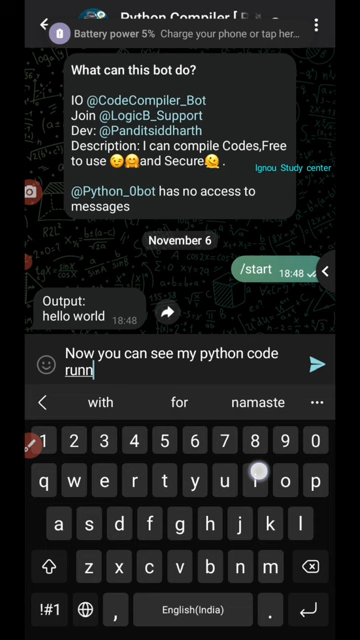 Python Compiler [
Battery power 5% Charge your phone or tap her...
What can this bot do?
IO @CodeCompiler_Bot
Join @LogicB_Support
Dev: @Panditsiddharth
Description: I can compile Codes,Free
to use 😉🤗and Secure🫠 .
Ignou Study center
@Python_0bot has no access to
messages
November 6
/start 18:48
Output:
hello world 18:48
Now you can see my python code
runn
with for namaste
1 2 3 4 5 6 7 8 9 0
q w e r t y u i o p
a s d f g h j k l
z x c v b n m
!#1 , English(India) .